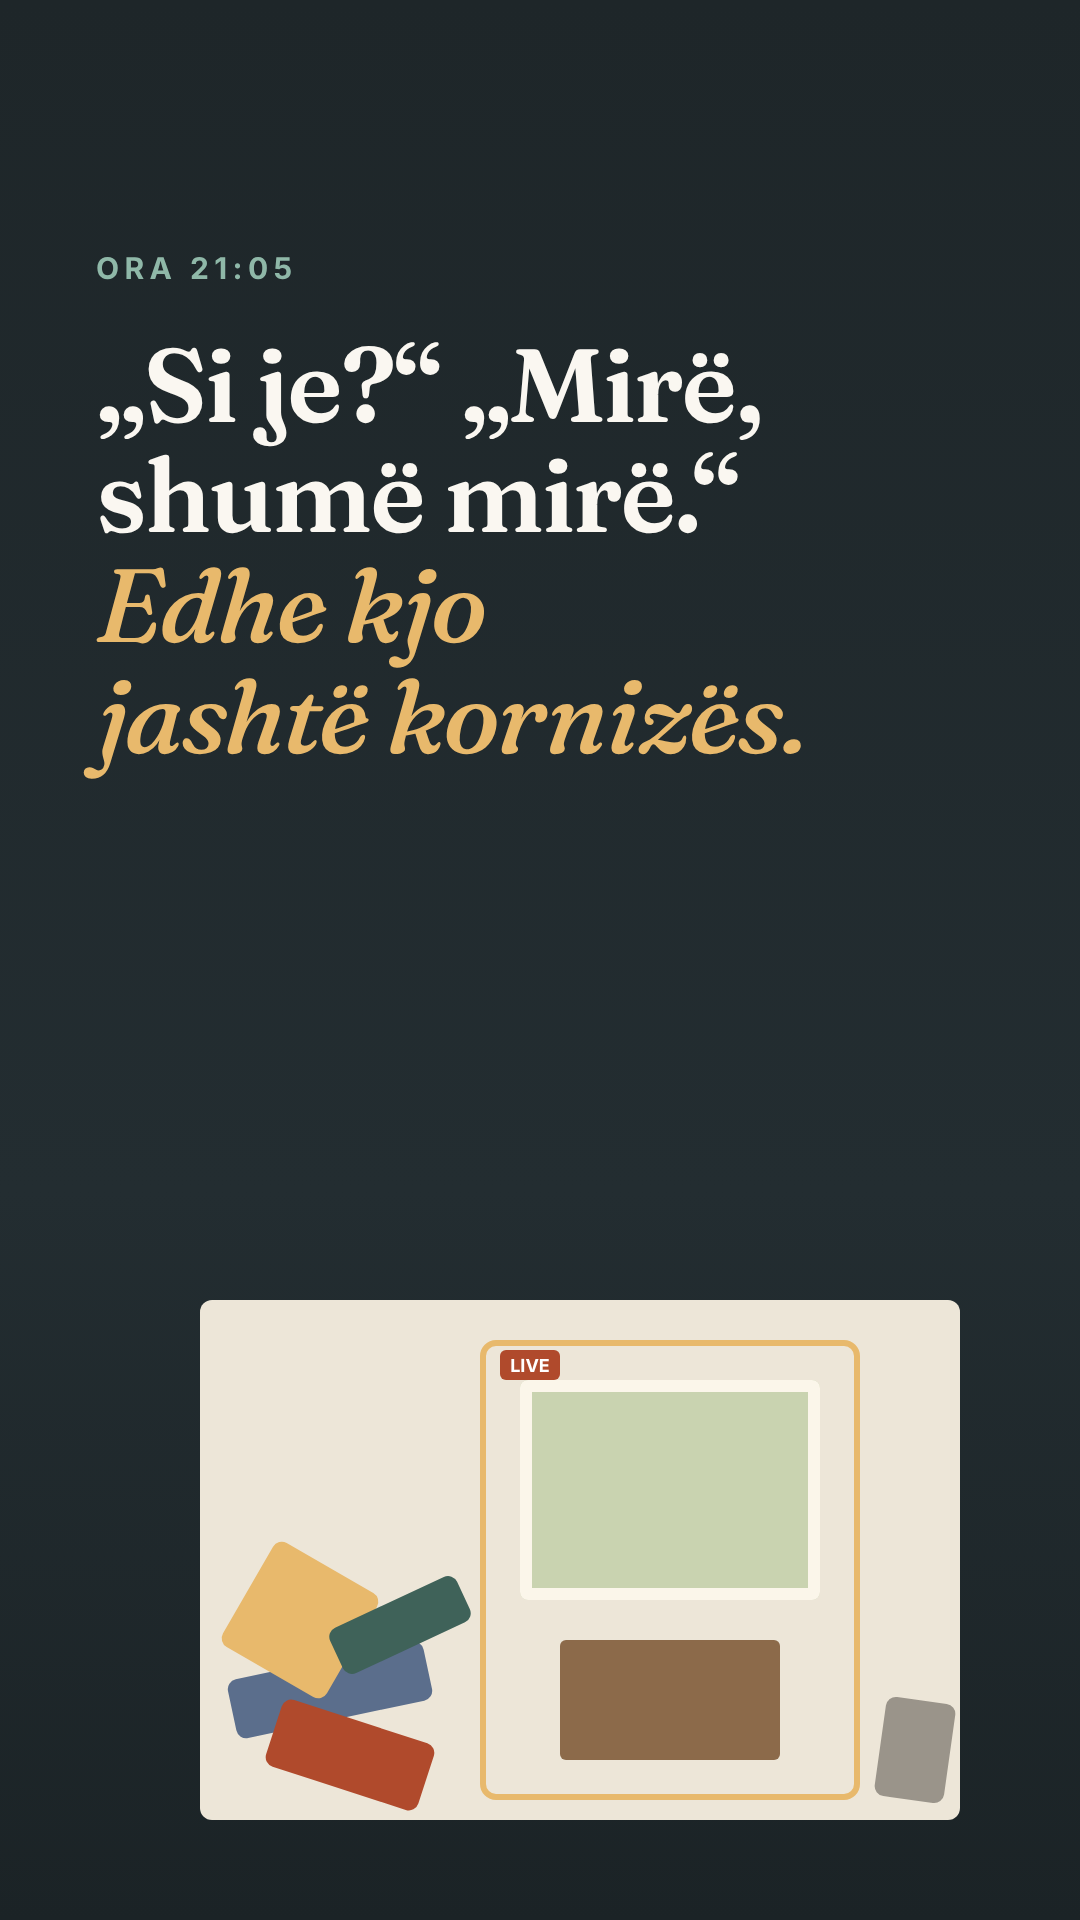 ORA 21:05
„Si je?“ „Mirë,
shumë mirë.“
Edhe kjo
jashtë kornizës.
LIVE